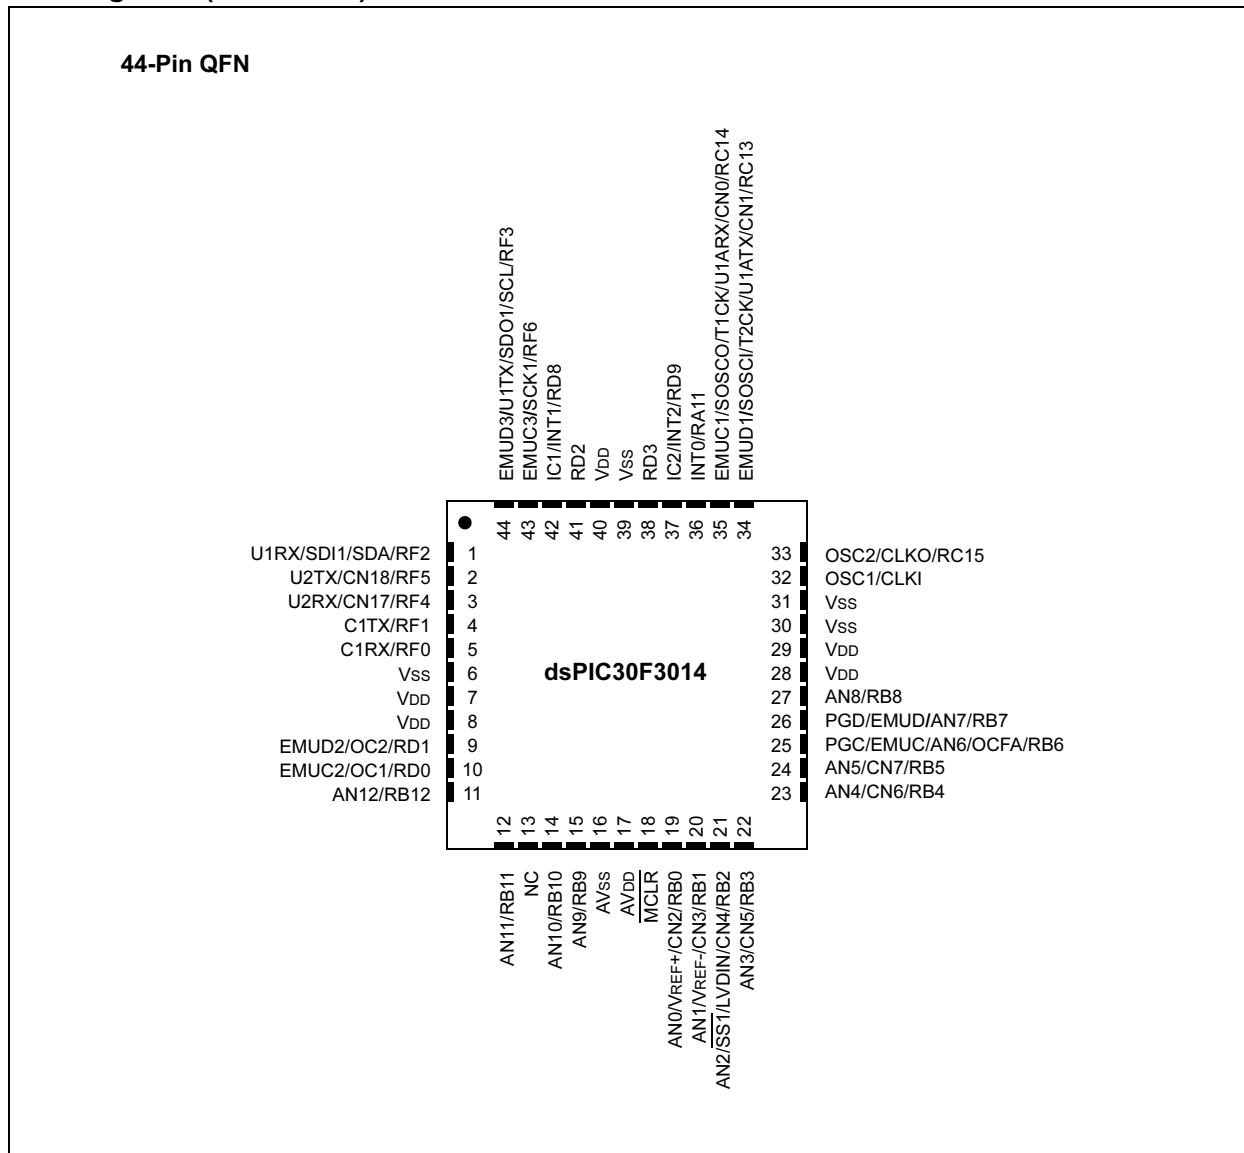 44-Pin QFN
EMUD3/U1TX/SDO1/SCL/RF3
EMUC3/SCK1/RF6
IC1/INT1/RD8
RD2
VDD
VSS
RD3
IC2/INT2/RD9
INT0/RA11
EMUC1/SOSCO/T1CK/U1ARX/CN0/RC14
EMUD1/SOSCI/T2CK/U1ATX/CN1/RC13
44
43
42
41
40
39
38
37
36
35
34
U1RX/SDI1/SDA/RF2 1
U2TX/CN18/RF5 2
U2RX/CN17/RF4 3
C1TX/RF1 4
C1RX/RF0 5
VSS 6
VDD 7
VDD 8
EMUD2/OC2/RD1 9
EMUC2/OC1/RD0 10
AN12/RB12 11
dsPIC30F3014
33 OSC2/CLKO/RC15
32 OSC1/CLKI
31 VSS
30 VSS
29 VDD
28 VDD
27 AN8/RB8
26 PGD/EMUD/AN7/RB7
25 PGC/EMUC/AN6/OCFA/RB6
24 AN5/CN7/RB5
23 AN4/CN6/RB4
12
13
14
15
16
17
18
19
20
21
22
AN11/RB11
NC
AN10/RB10
AN9/RB9
AVSS
AVDD
MCLR
AN0/VREF+/CN2/RB0
AN1/VREF-/CN3/RB1
AN2/SS1/LVDIN/CN4/RB2
AN3/CN5/RB3